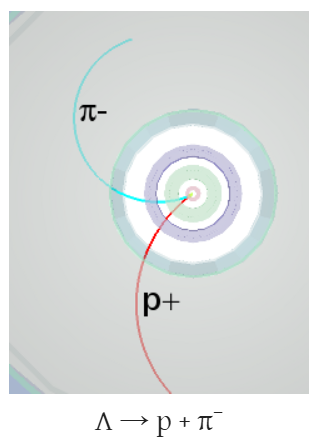 π-
p+
Λ → p + π⁻